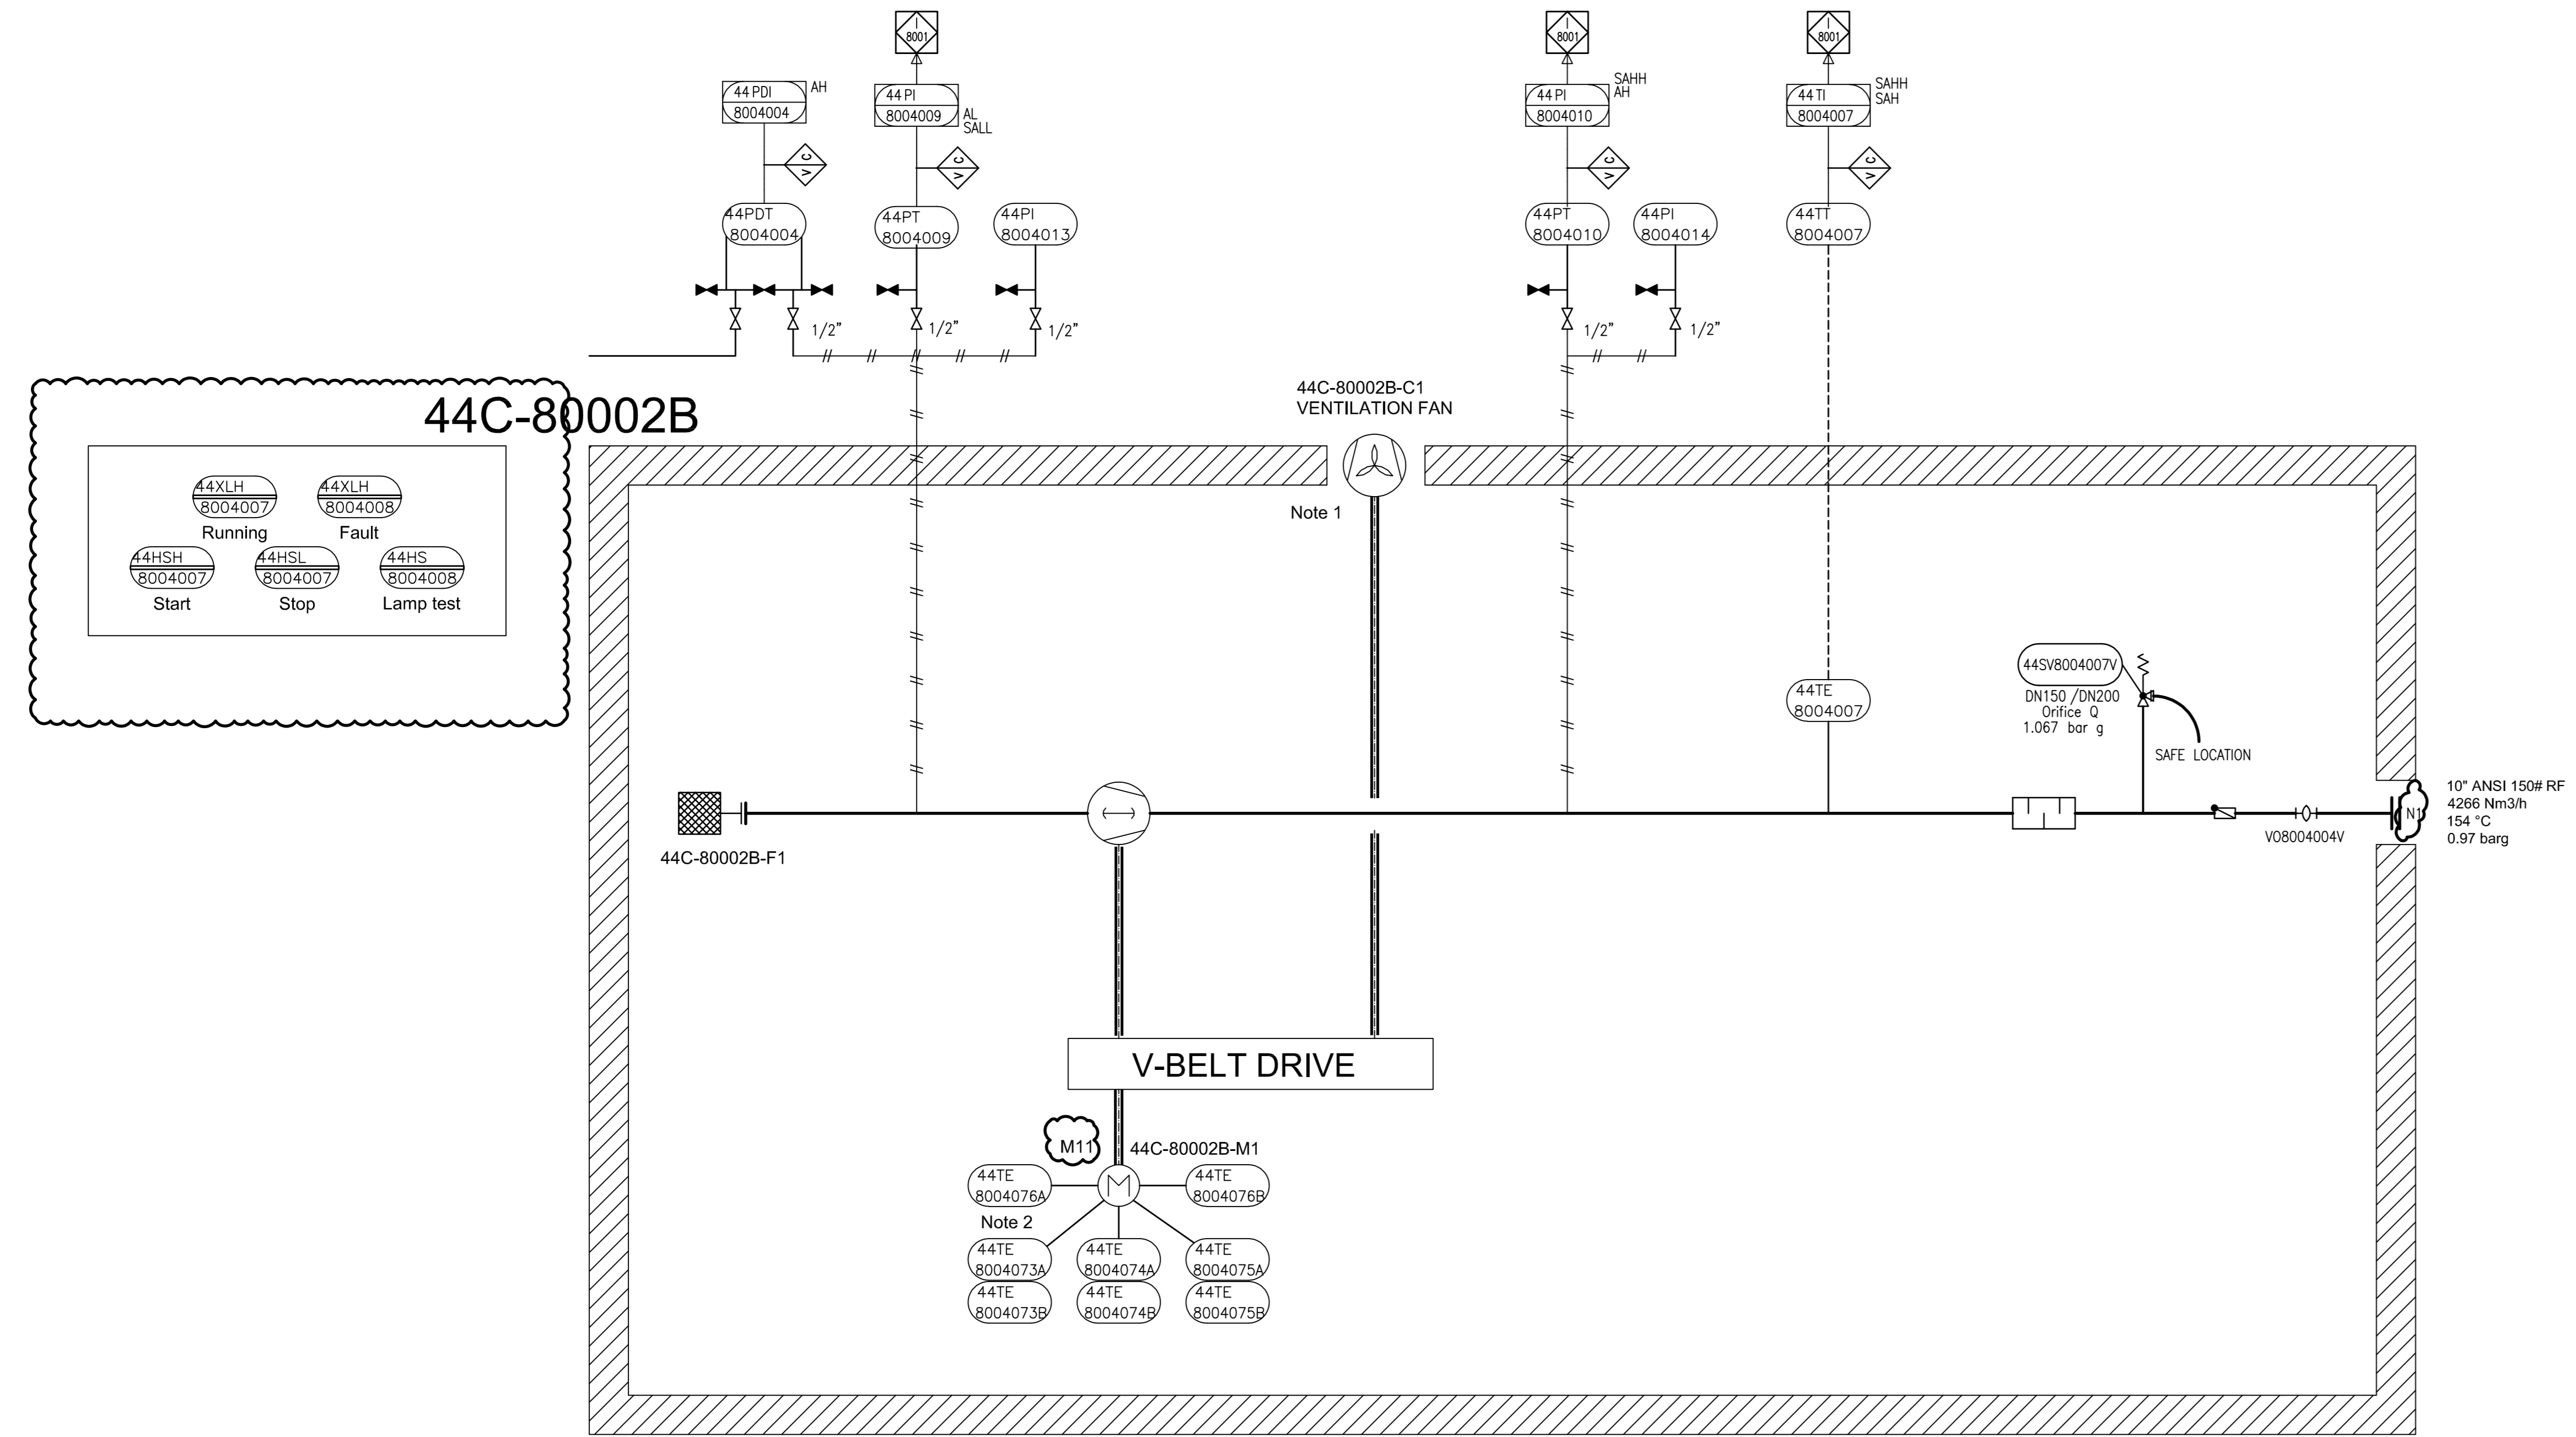 I
8001
I
8001
I
8001
44 PDI
8004004
AH
44 PI
8004009
AL
SALL
44 PI
8004010
SAHH
AH
44 TI
8004007
SAHH
SAH
V C
V C
V C
V C
44PDT
8004004
44PT
8004009
44PI
8004013
44PT
8004010
44PI
8004014
44TT
8004007
1/2"
1/2"
1/2"
1/2"
1/2"
44C-80002B
44C-80002B-C1
VENTILATION FAN
Note 1
44XLH
8004007
Running
44XLH
8004008
Fault
44HSH
8004007
Start
44HSL
8004007
Stop
44HS
8004008
Lamp test
44TE
8004007
44SV8004007V
DN150 /DN200
Orifice Q
1.067 bar g
SAFE LOCATION
VO8004004V
N1
10" ANSI 150# RF
4266 Nm3/h
154 °C
0.97 barg
44C-80002B-F1
V-BELT DRIVE
M11
44C-80002B-M1
M
44TE
8004076A
44TE
8004076B
Note 2
44TE
8004073A
44TE
8004074A
44TE
8004075A
44TE
8004073B
44TE
8004074B
44TE
8004075B